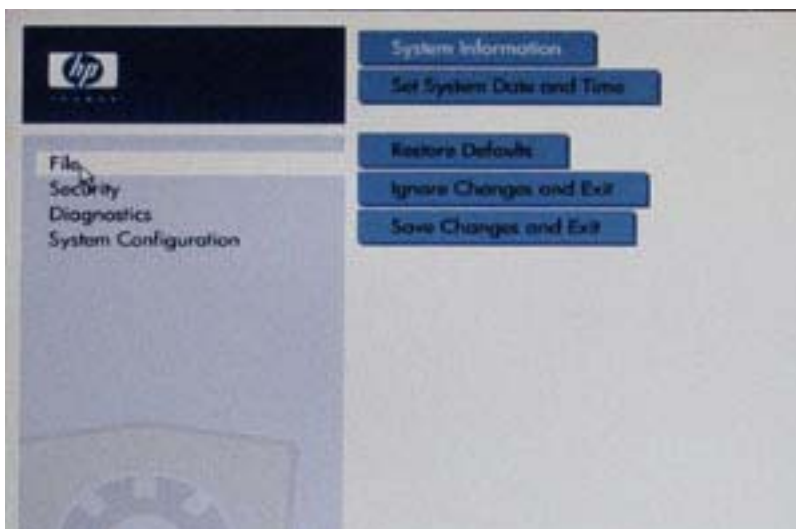 hp
System Information
Set System Date and Time
File
Security
Diagnostics
System Configuration
Restore Defaults
Ignore Changes and Exit
Save Changes and Exit